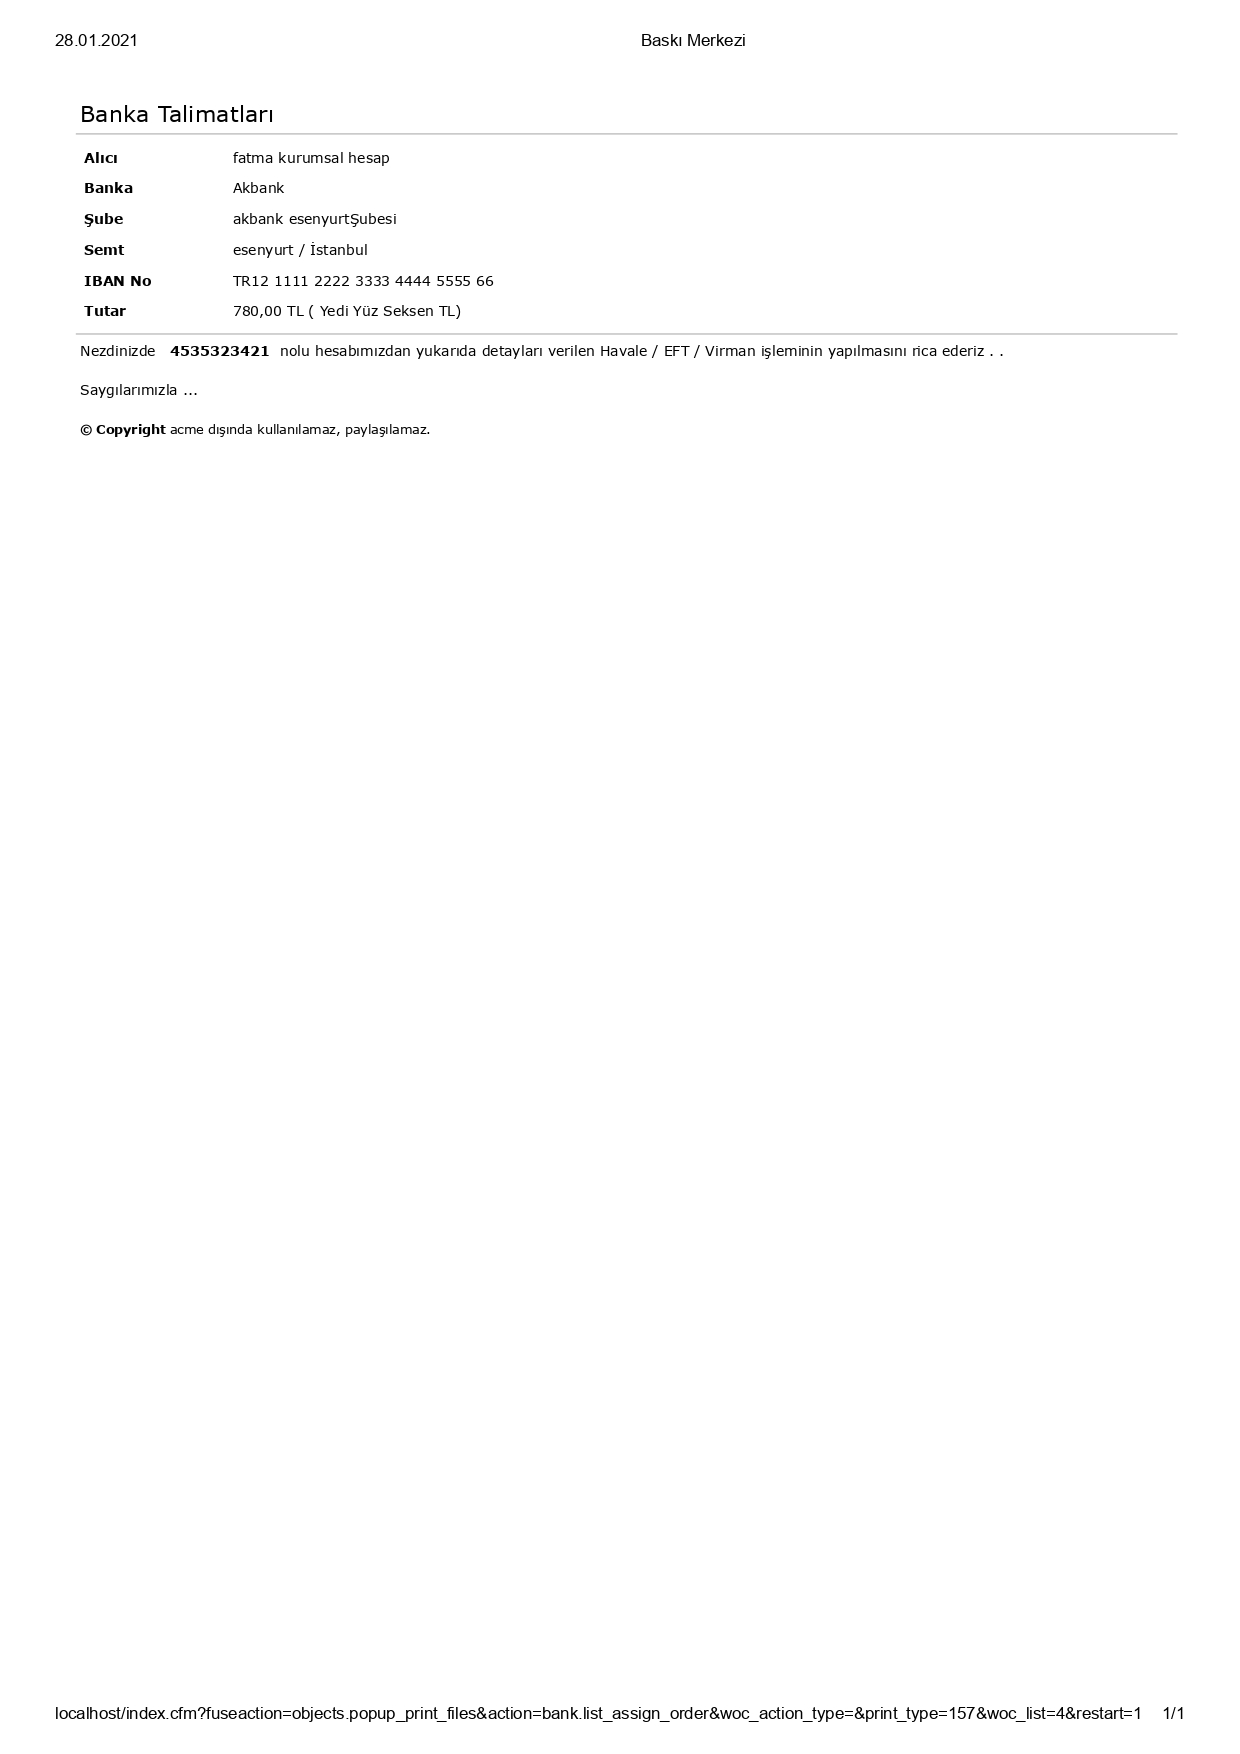 28.01.2021 Baskı Merkezi
Banka Talimatları
Alıcı fatma kurumsal hesap
Banka Akbank
Şube akbank esenyurtŞubesi
Semt esenyurt / İstanbul
IBAN No TR12 1111 2222 3333 4444 5555 66
Tutar 780,00 TL ( Yedi Yüz Seksen TL)
Nezdinizde 4535323421 nolu hesabımızdan yukarıda detayları verilen Havale / EFT / Virman işleminin yapılmasını rica ederiz . .
Saygılarımızla ...
© Copyright acme dışında kullanılamaz, paylaşılamaz.
localhost/index.cfm?fuseaction=objects.popup_print_files&action=bank.list_assign_order&woc_action_type=&print_type=157&woc_list=4&restart=1 1/1